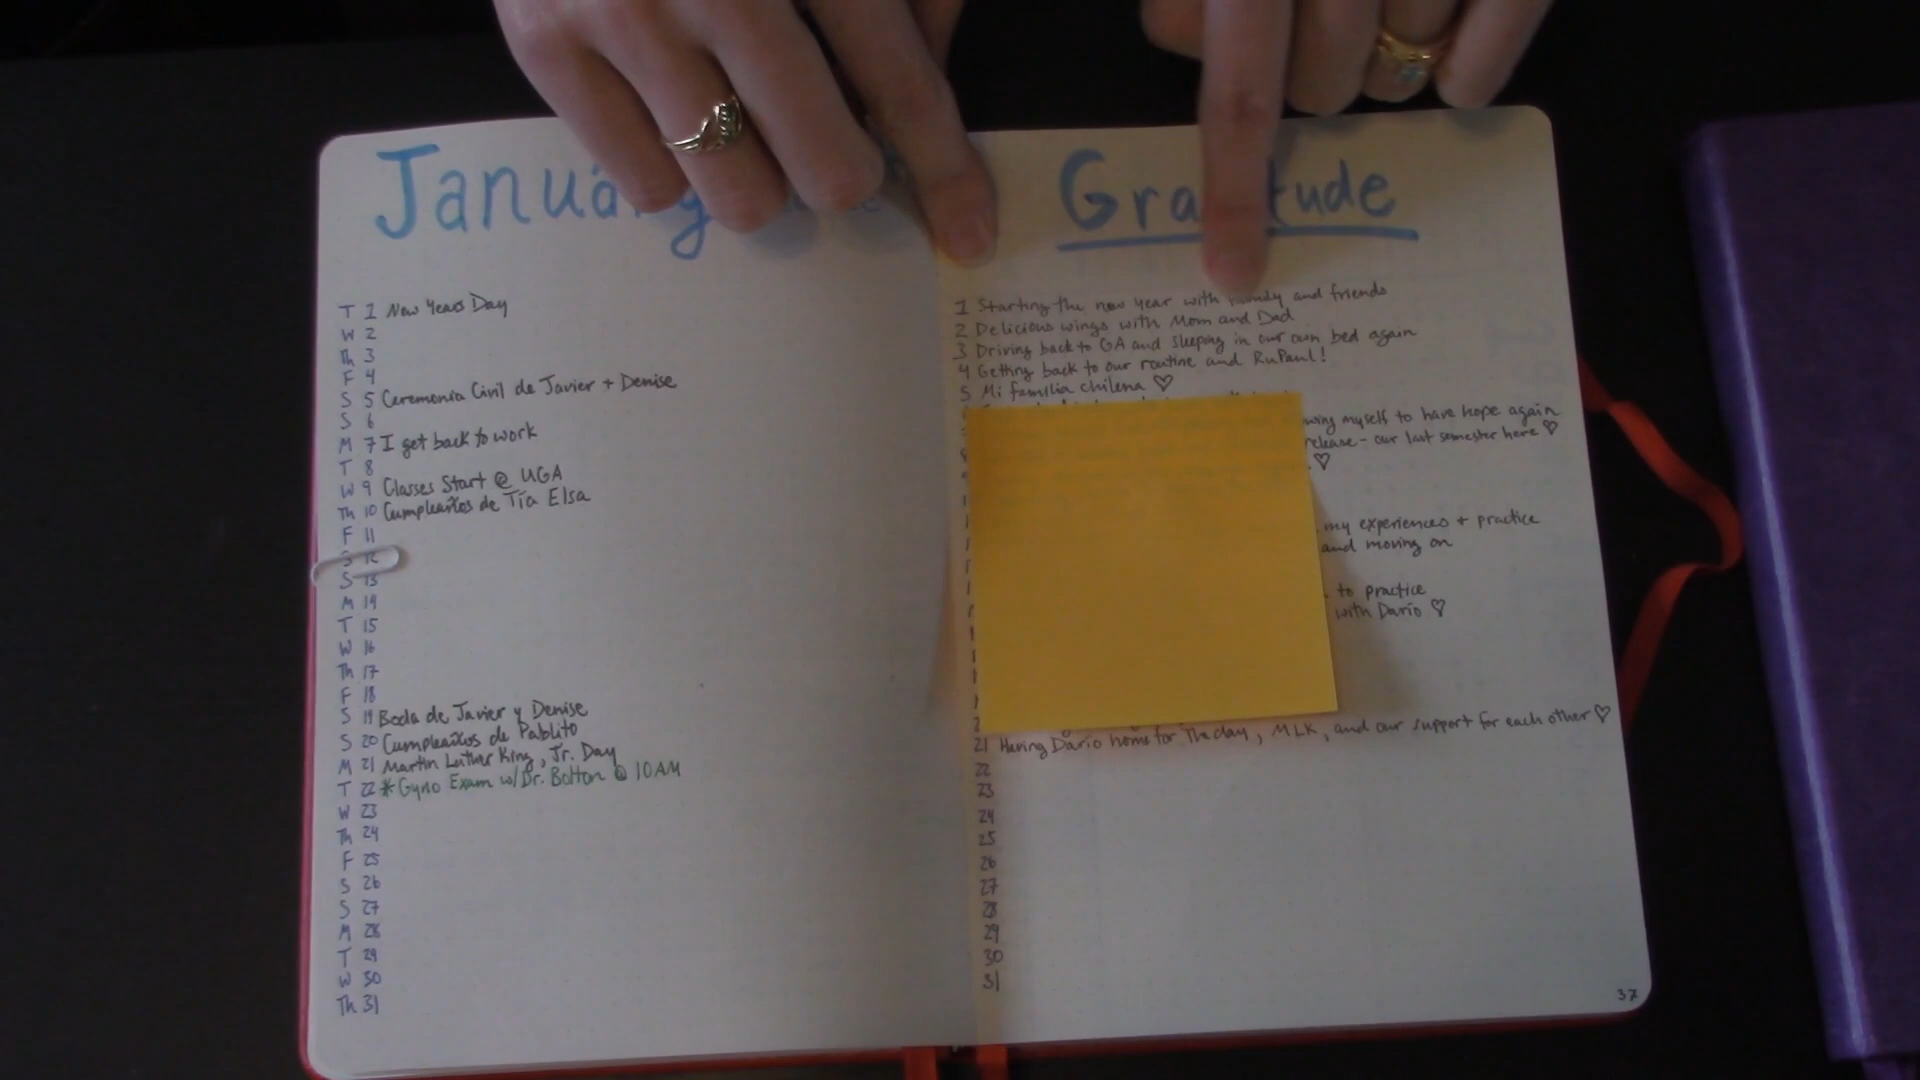 January
T 1 New Years Day
W 2
Th 3
F 4
S 5 Ceremonia Civil de Javier + Denise
S 6
M 7 I get back to work
T 8
W 9 Classes Start @ UGA
Th 10 Cumpleaños de Tía Elsa
F 11
S 12
S 13
M 14
T 15
W 16
Th 17
F 18
S 19 Boda de Javier y Denise
S 20 Cumpleaños de Pablito
M 21 Martin Luther King, Jr. Day
T 22 *Gyno Exam w/Dr. Bolton @ 10AM
W 23
Th 24
F 25
S 26
S 27
M 28
T 29
W 30
Th 31
Gratitude
1 Starting the new year with family and friends
2 Delicious wings with Mom and Dad
3 Driving back to GA and sleeping in our own bed again
4 Getting back to our routine and RuPaul!
5 Mi familia chilena ♡
myself to have hope again
release - our last semester here ♡
♡
my experiences + practice
and moving on
to practice
with Darío ♡
21 Having Darío home for the day, MLK, and our support for each other ♡
22
23
24
25
26
27
28
29
30
31
37